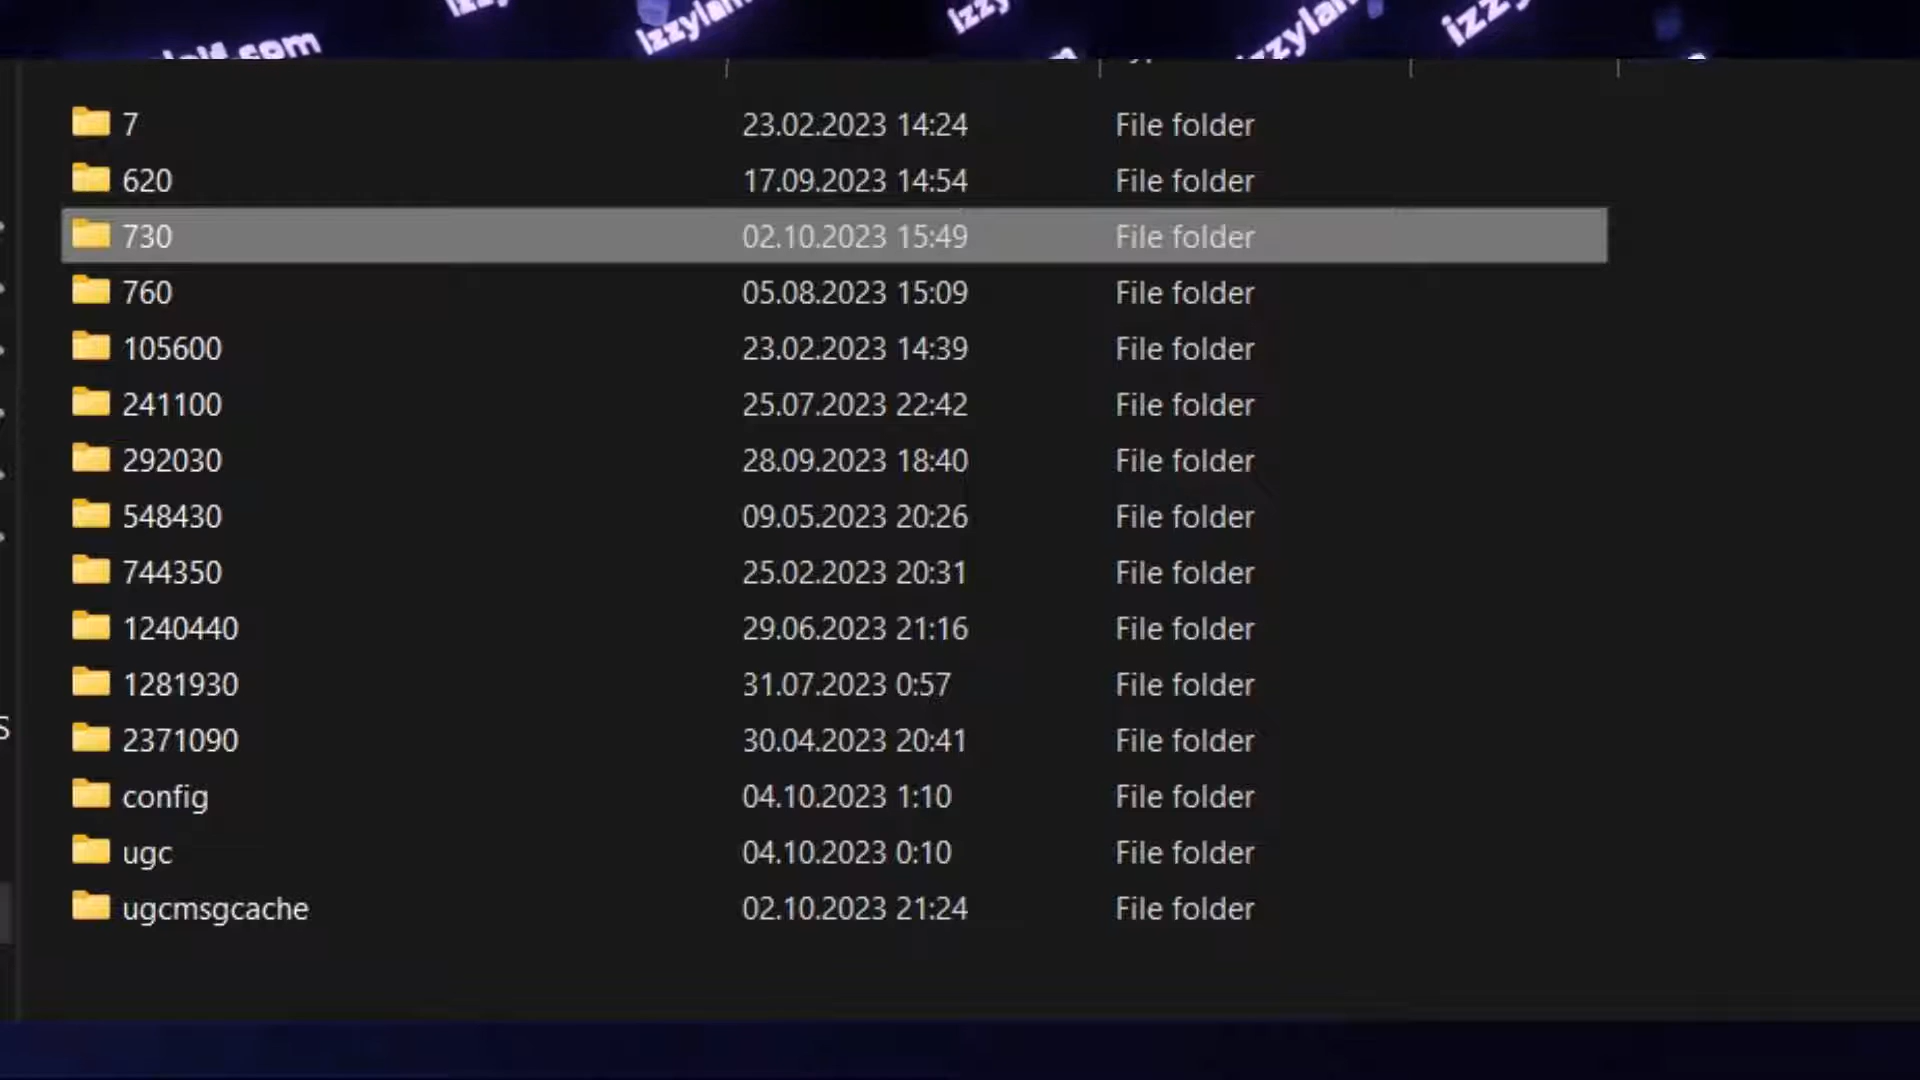 7 23.02.2023 14:24 File folder
620 17.09.2023 14:54 File folder
730 02.10.2023 15:49 File folder
760 05.08.2023 15:09 File folder
105600 23.02.2023 14:39 File folder
241100 25.07.2023 22:42 File folder
292030 28.09.2023 18:40 File folder
548430 09.05.2023 20:26 File folder
744350 25.02.2023 20:31 File folder
1240440 29.06.2023 21:16 File folder
1281930 31.07.2023 0:57 File folder
2371090 30.04.2023 20:41 File folder
config 04.10.2023 1:10 File folder
ugc 04.10.2023 0:10 File folder
ugcmsgcache 02.10.2023 21:24 File folder